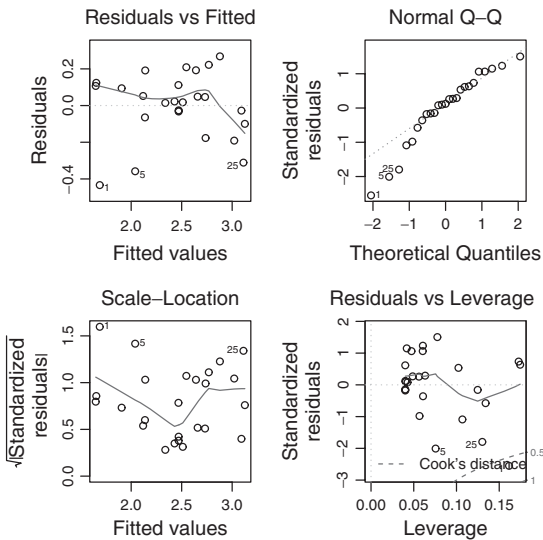 Residuals vs Fitted
Residuals
0.2
0.0
−0.4
1
5
25
2.0
2.5
3.0
Fitted values
Normal Q−Q
Standardized
residuals
1
0
−1
−2
25
5
1
−2
−1
0
1
2
Theoretical Quantiles
Scale−Location
√|Standardized
residuals|
1.5
1.0
0.5
0.0
1
5
25
2.0
2.5
3.0
Fitted values
Residuals vs Leverage
Standardized
residuals
2
1
0
−1
−2
−3
5
25
Cook's distance
0.5
1
0.00
0.05
0.10
0.15
Leverage